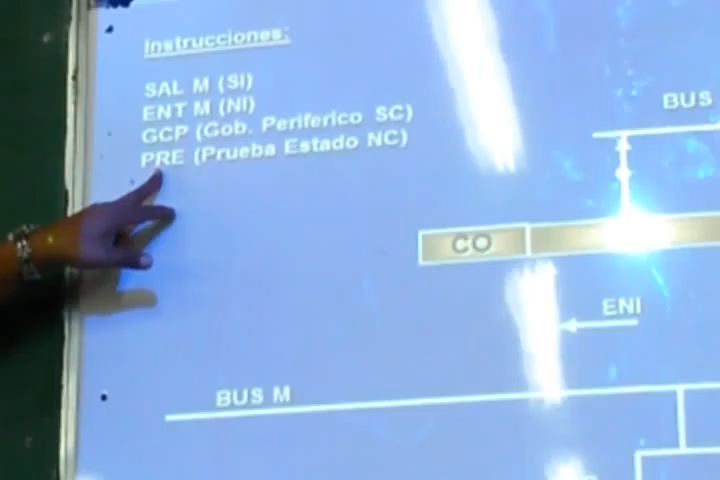 Instrucciones:
SAL M (SI)
ENT M (NI)
GCP (Gob. Periferico SC)
PRE (Prueba Estado NC)
BUS
CO
ENI
BUS M